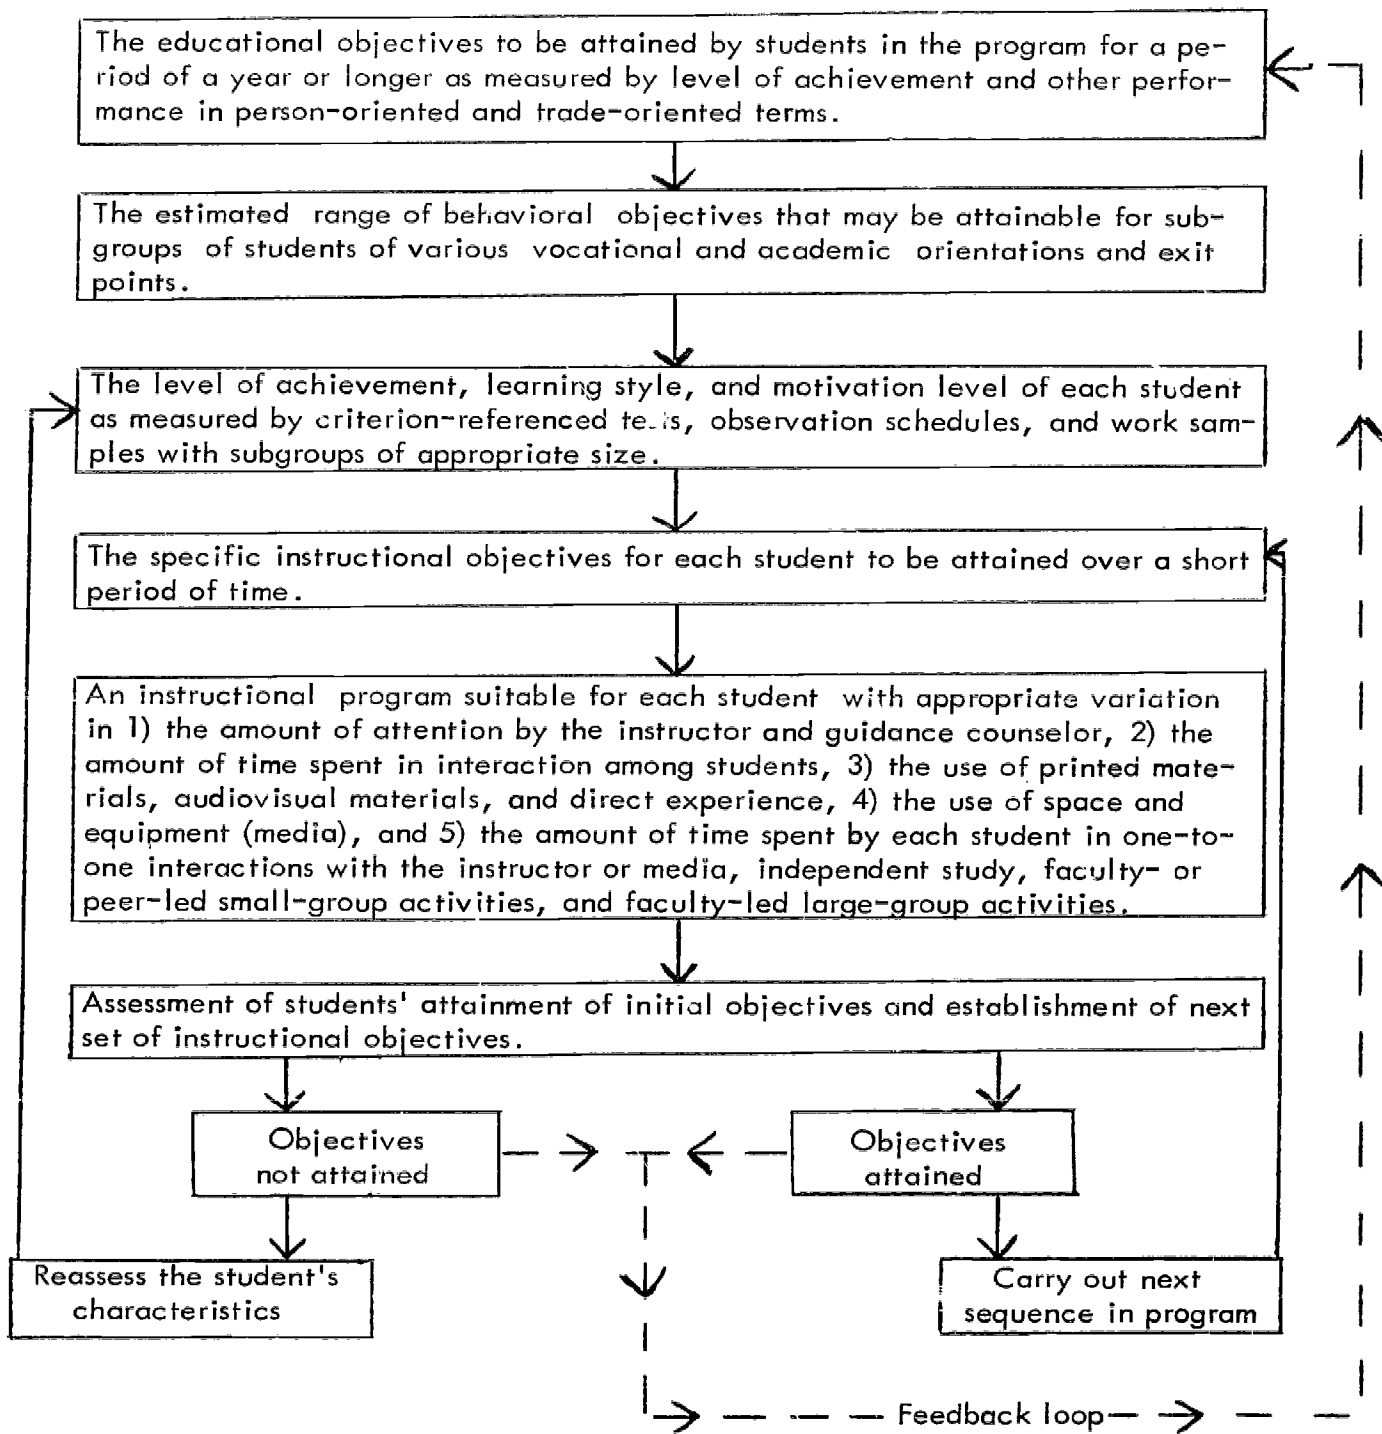 The educational objectives to be attained by students in the program for a pe-
riod of a year or longer as measured by level of achievement and other perfor-
mance in person-oriented and trade-oriented terms.
The estimated range of behavioral objectives that may be attainable for sub-
groups of students of various vocational and academic orientations and exit
points.
The level of achievement, learning style, and motivation level of each student
as measured by criterion-referenced , observation schedules, and work sam-
ples with subgroups of appropriate size.
The specific instructional objectives for each student to be attained over a short
period of time.
An instructional program suitable for each student with appropriate variation
in 1) the amount of attention by the instructor and guidance counselor, 2) the
amount of time spent in interaction among students, 3) the use of printed mate-
rials, audiovisual materials, and direct experience, 4) the use of space and
equipment (media), and 5) the amount of time spent by each student in one-to-
one interactions with the instructor or media, independent study, faculty- or
peer-led small-group activities, and faculty-led large-group activities.
Assessment of students' attainment of initial objectives and establishment of next
set of instructional objectives.
Objectives
not attained
Objectives
attained
Reassess the student's
characteristics
Carry out next
sequence in program
Feedback loop